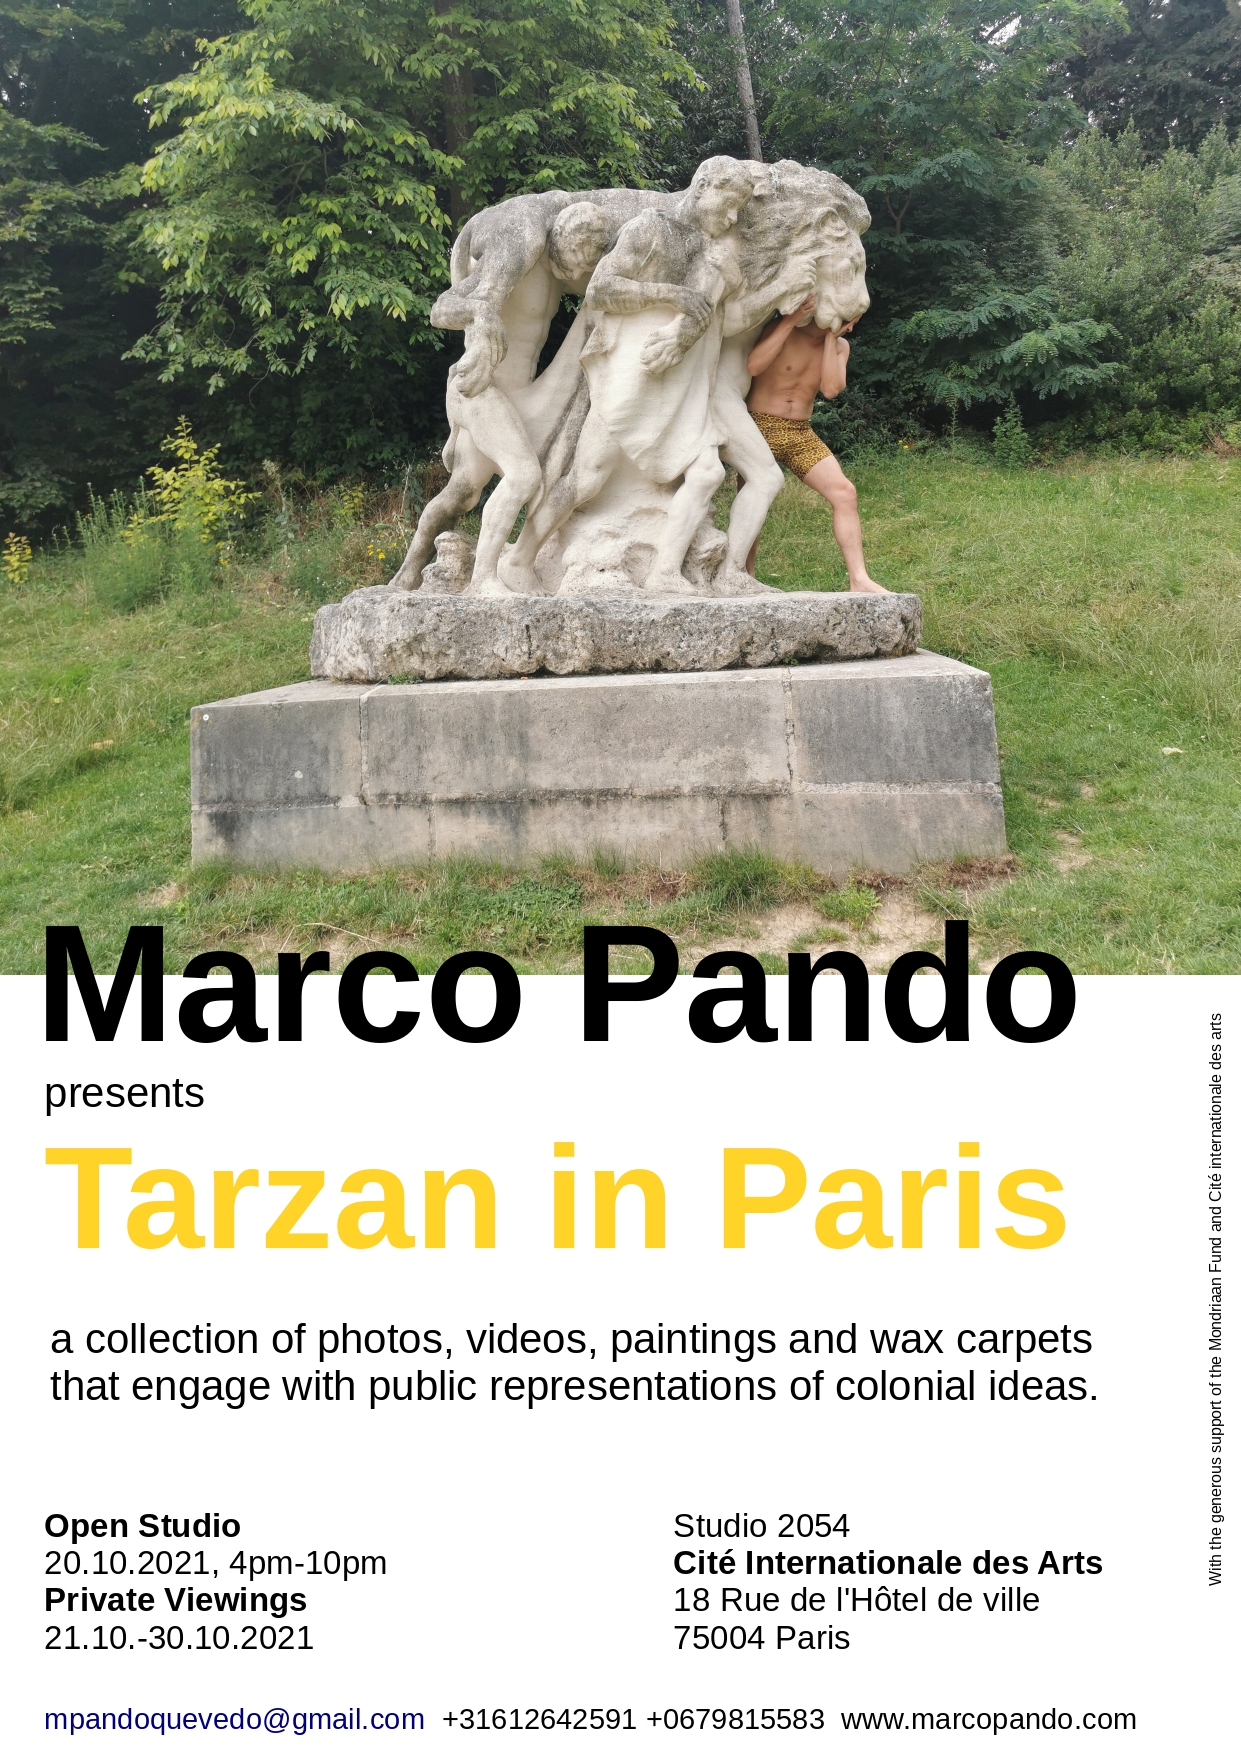 Marco Pando
presents
Tarzan in Paris
a collection of photos, videos, paintings and wax carpets
that engage with public representations of colonial ideas.
Open Studio
20.10.2021, 4pm-10pm
Private Viewings
21.10.-30.10.2021
Studio 2054
Cité Internationale des Arts
18 Rue de l'Hôtel de ville
75004 Paris
mpandoquevedo@gmail.com +31612642591 +0679815583 www.marcopando.com
With the generous support of the Mondriaan Fund and Cité internationale des arts